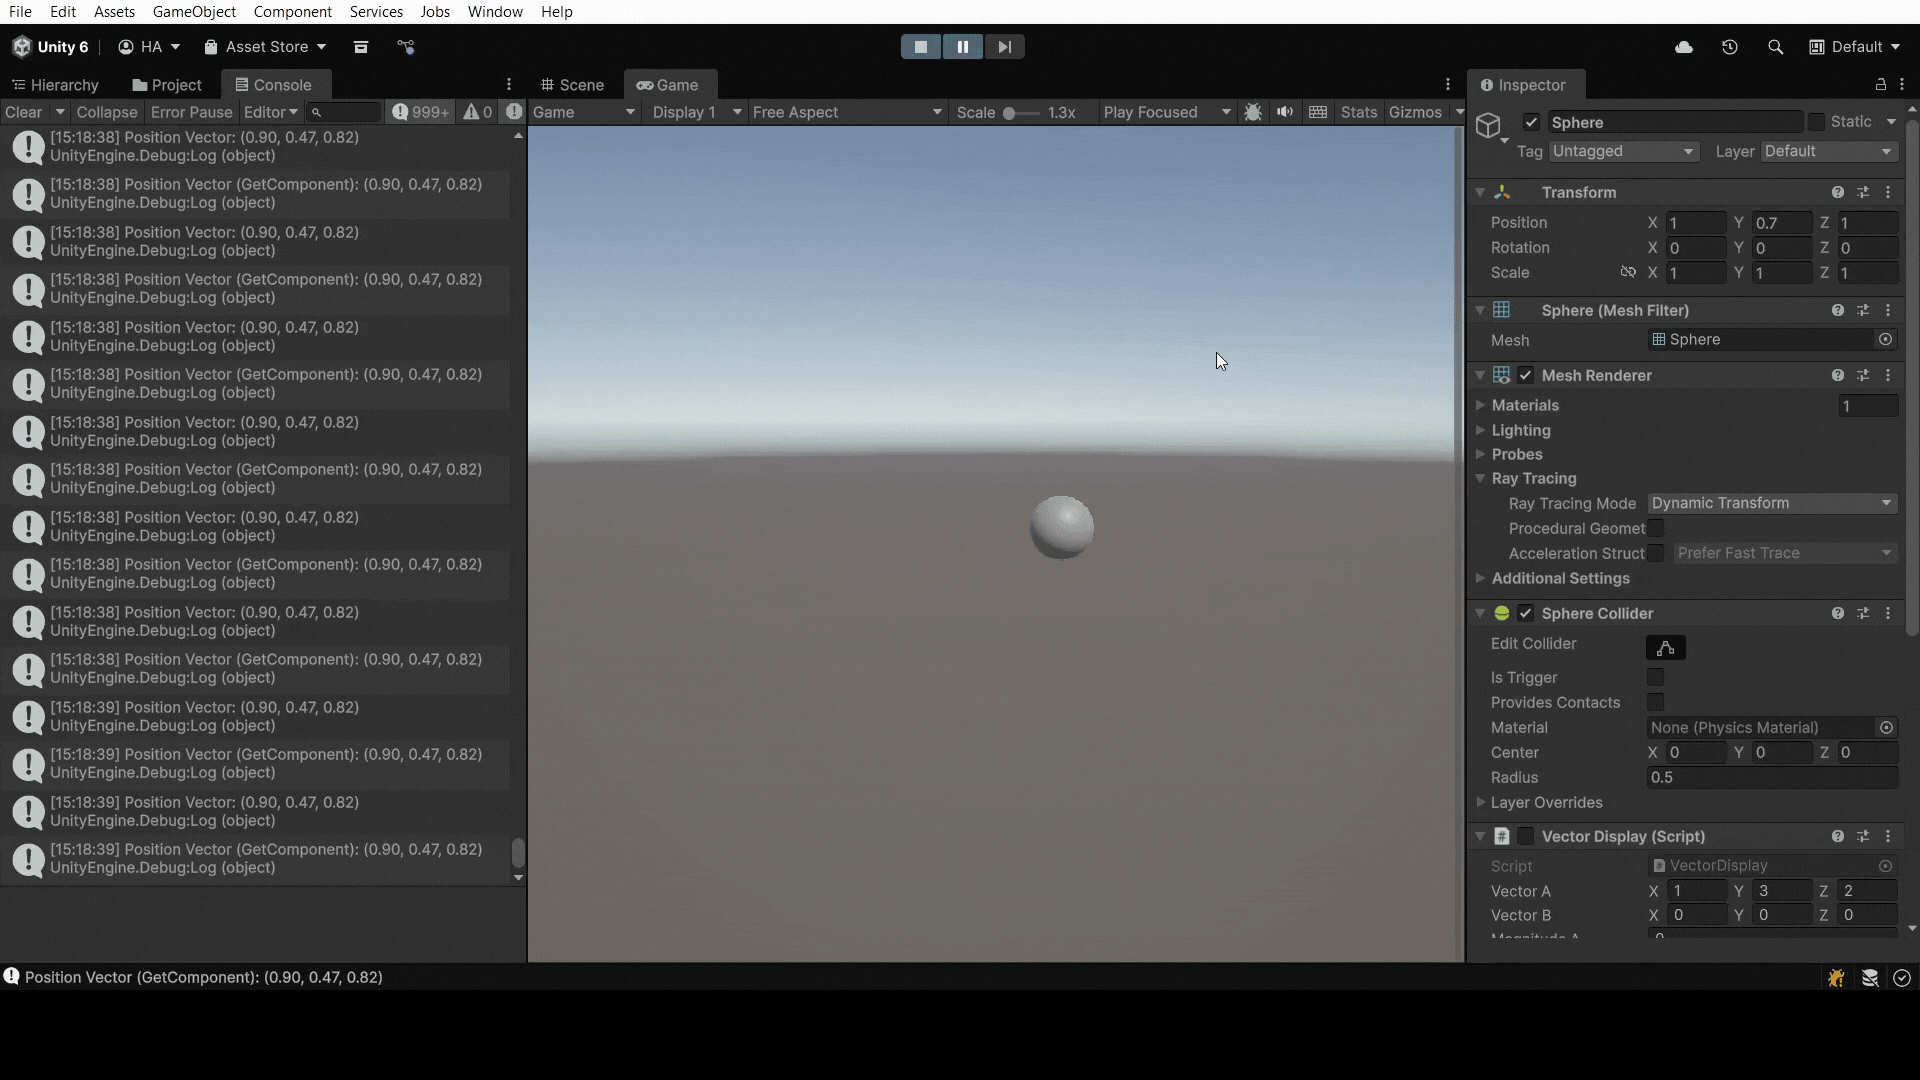 File Edit Assets GameObject Component Services Jobs Window Help
Unity 6 HA Asset Store Default
Hierarchy Project Console Scene Game Inspector
Clear Collapse Error Pause Editor 999+ 0 Game Display 1 Free Aspect Scale 1.3x Play Focused Stats Gizmos
[15:18:38] Position Vector: (0.90, 0.47, 0.82)
UnityEngine.Debug:Log (object)
[15:18:38] Position Vector (GetComponent): (0.90, 0.47, 0.82)
UnityEngine.Debug:Log (object)
[15:18:38] Position Vector: (0.90, 0.47, 0.82)
UnityEngine.Debug:Log (object)
[15:18:38] Position Vector (GetComponent): (0.90, 0.47, 0.82)
UnityEngine.Debug:Log (object)
[15:18:38] Position Vector: (0.90, 0.47, 0.82)
UnityEngine.Debug:Log (object)
[15:18:38] Position Vector (GetComponent): (0.90, 0.47, 0.82)
UnityEngine.Debug:Log (object)
[15:18:38] Position Vector: (0.90, 0.47, 0.82)
UnityEngine.Debug:Log (object)
[15:18:38] Position Vector (GetComponent): (0.90, 0.47, 0.82)
UnityEngine.Debug:Log (object)
[15:18:38] Position Vector: (0.90, 0.47, 0.82)
UnityEngine.Debug:Log (object)
[15:18:38] Position Vector (GetComponent): (0.90, 0.47, 0.82)
UnityEngine.Debug:Log (object)
[15:18:38] Position Vector: (0.90, 0.47, 0.82)
UnityEngine.Debug:Log (object)
[15:18:38] Position Vector (GetComponent): (0.90, 0.47, 0.82)
UnityEngine.Debug:Log (object)
[15:18:39] Position Vector: (0.90, 0.47, 0.82)
UnityEngine.Debug:Log (object)
[15:18:39] Position Vector (GetComponent): (0.90, 0.47, 0.82)
UnityEngine.Debug:Log (object)
[15:18:39] Position Vector: (0.90, 0.47, 0.82)
UnityEngine.Debug:Log (object)
[15:18:39] Position Vector (GetComponent): (0.90, 0.47, 0.82)
UnityEngine.Debug:Log (object)
Sphere Static
Tag Untagged Layer Default
Transform
Position X 1 Y 0.7 Z 1
Rotation X 0 Y 0 Z 0
Scale X 1 Y 1 Z 1
Sphere (Mesh Filter)
Mesh Sphere
Mesh Renderer
Materials 1
Lighting
Probes
Ray Tracing
Ray Tracing Mode Dynamic Transform
Procedural Geomet
Acceleration Struct Prefer Fast Trace
Additional Settings
Sphere Collider
Edit Collider
Is Trigger
Provides Contacts
Material None (Physics Material)
Center X 0 Y 0 Z 0
Radius 0.5
Layer Overrides
# Vector Display (Script)
Script VectorDisplay
Vector A X 1 Y 3 Z 2
Vector B X 0 Y 0 Z 0
Magnitude A 0
Position Vector (GetComponent): (0.90, 0.47, 0.82)